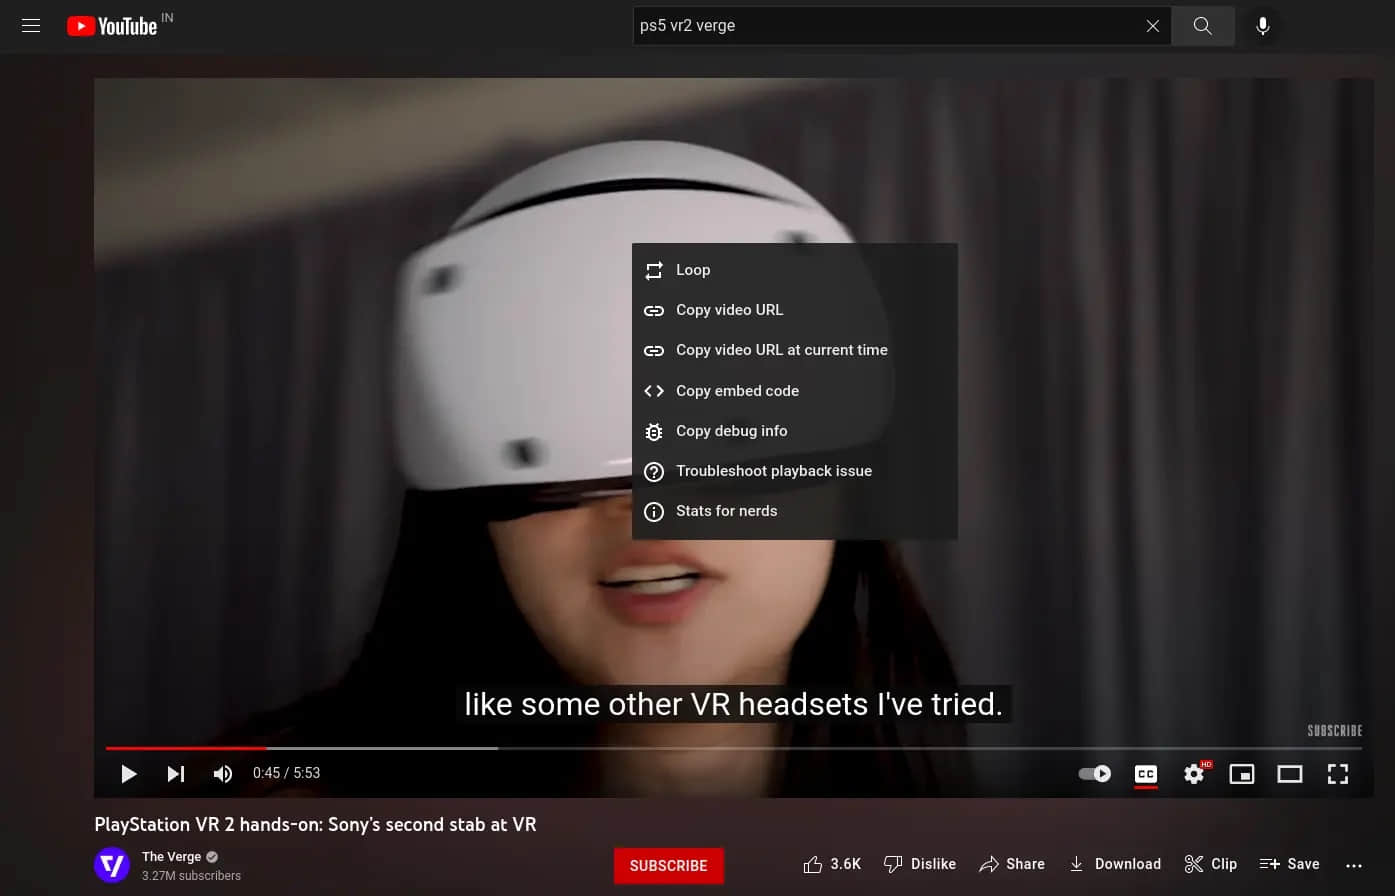 YouTube IN
ps5 vr2 verge
Loop
Copy video URL
Copy video URL at current time
Copy embed code
Copy debug info
Troubleshoot playback issue
Stats for nerds
like some other VR headsets I've tried.
SUBSCRIBE
0:45 / 5:53
CC
HD
PlayStation VR 2 hands-on: Sony's second stab at VR
The Verge
3.27M subscribers
SUBSCRIBE
3.6K
Dislike
Share
Download
Clip
Save